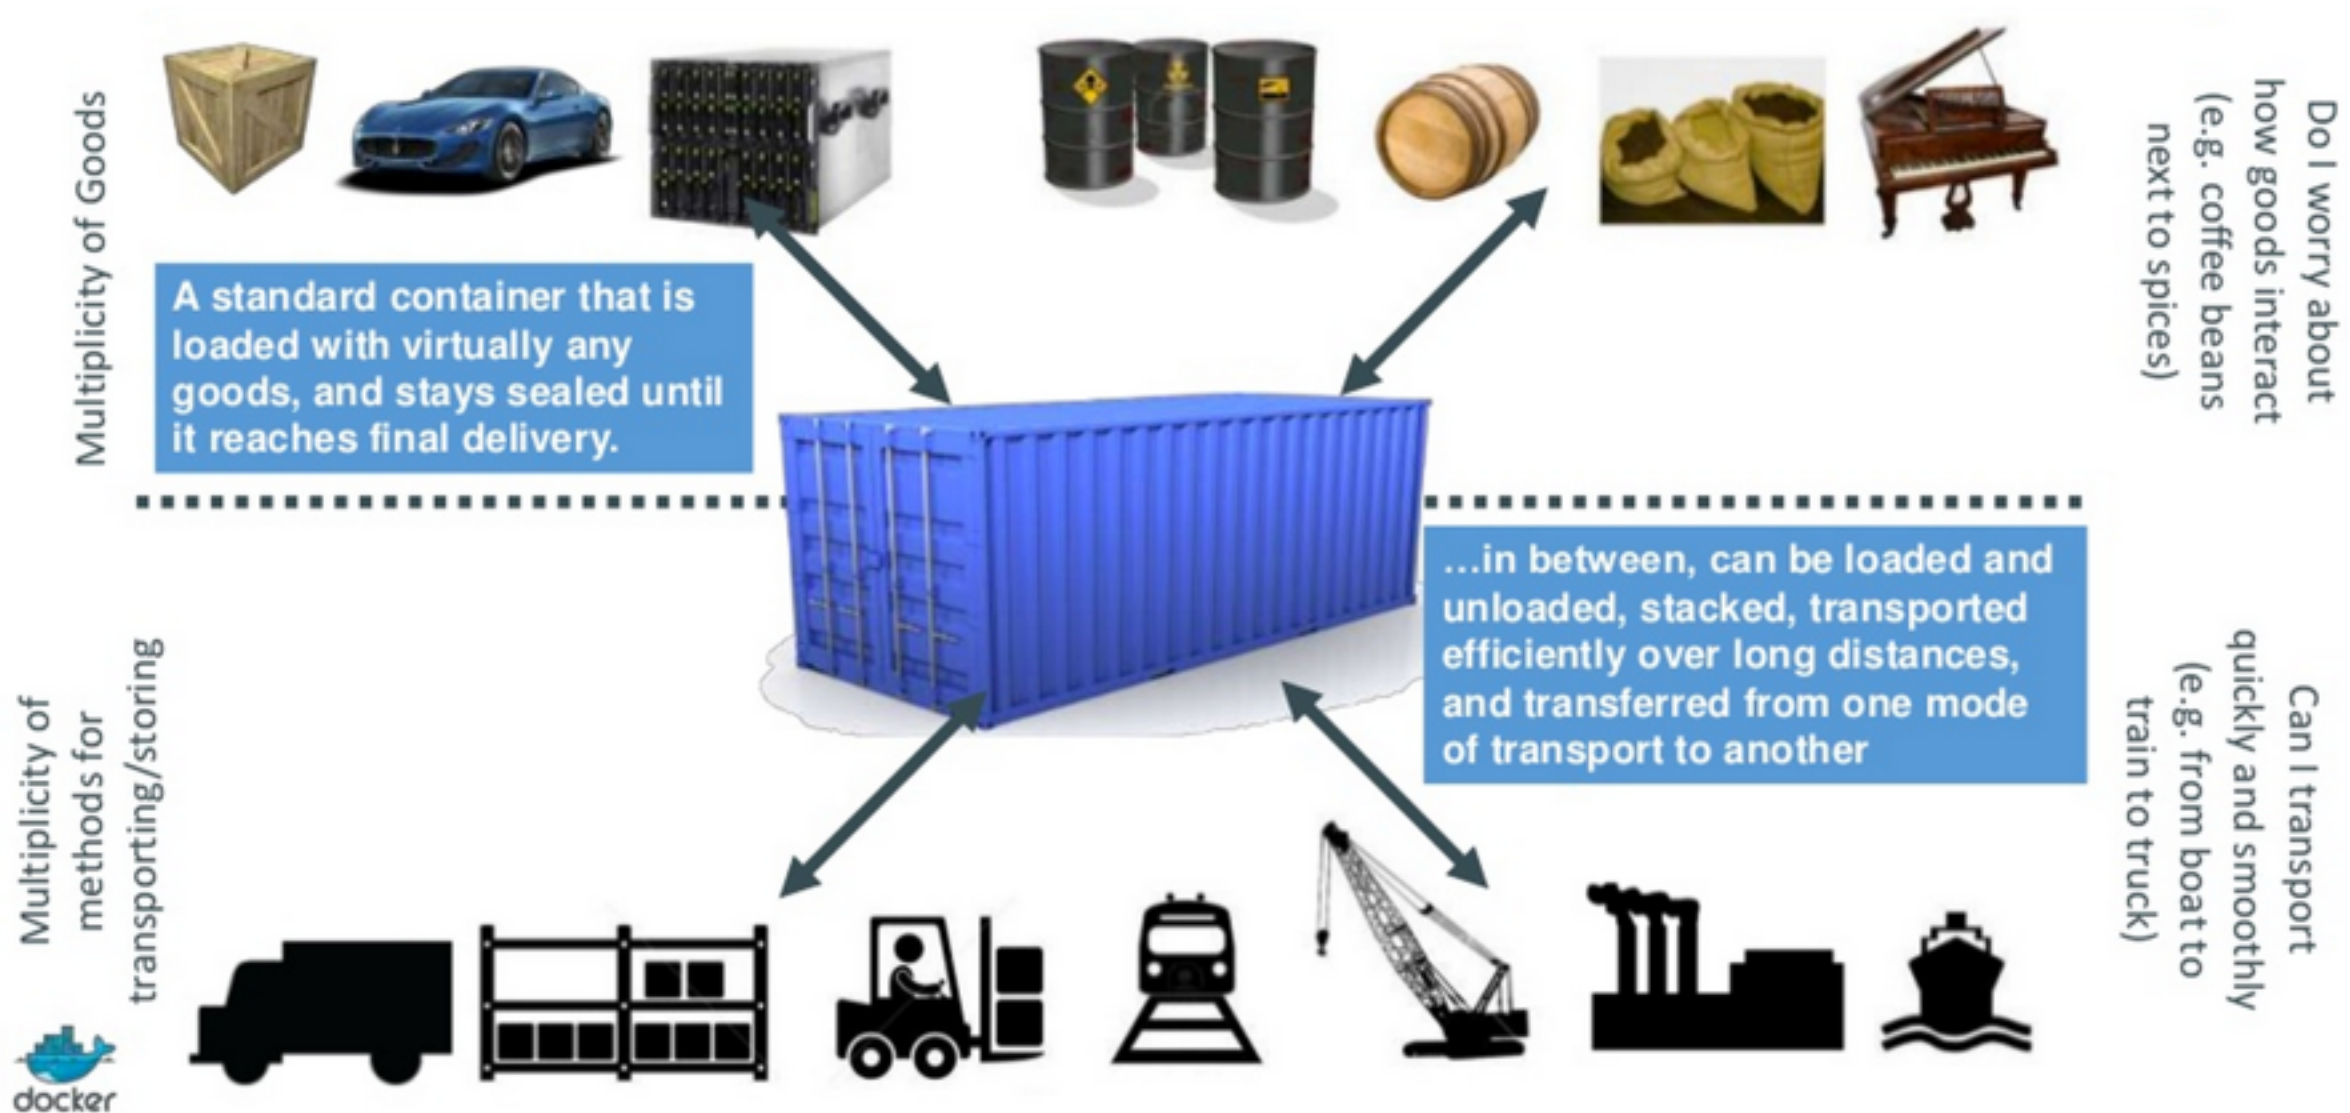 Multiplicity of Goods
Do I worry about
how goods interact
(e.g. coffee beans
next to spices)
A standard container that is
loaded with virtually any
goods, and stays sealed until
it reaches final delivery.
…in between, can be loaded and
unloaded, stacked, transported
efficiently over long distances,
and transferred from one mode
of transport to another
Multiplicity of
methods for
transporting/storing
Can I transport
quickly and smoothly
(e.g. from boat to
train to truck)
docker